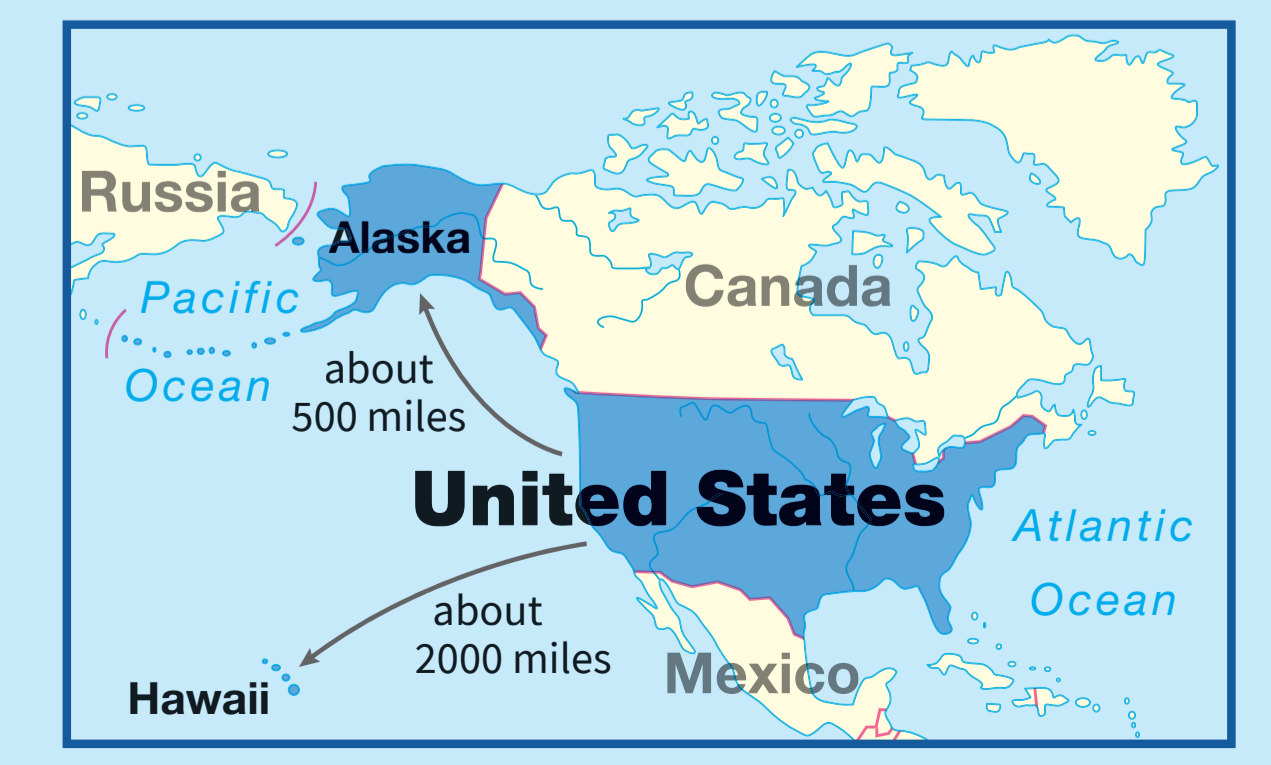 Russia
Alaska
Canada
Pacific
Ocean
about
500 miles
United States
Atlantic
Ocean
about
2000 miles
Mexico
Hawaii